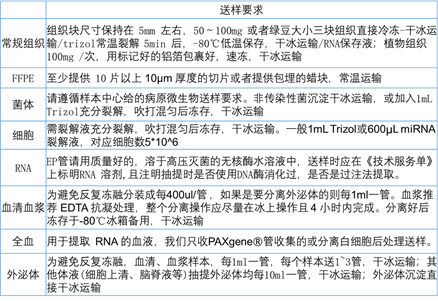 送样要求
常规组织
组织块尺寸保持在 5mm 左右，50～100mg 或者绿豆大小三块组织直接冷冻-干冰运
输/trizol常温裂解 5min 后，-80℃低温保存，干冰运输/RNA保存液；植物组织
100mg /次，用标记好的铝箔包裹好，速冻，干冰运输
FFPE
至少提供 10 片以上 10μm 厚度的切片或者提供包埋的蜡块，常温运输
菌体
请遵循样本中心给的病原微生物送样要求。非传染性菌沉淀干冰运输，或加入1mL
Trizol充分裂解，吹打混匀后冻存，干冰运输
细胞
需裂解液充分裂解，吹打混匀后冻存，干冰运输。一般1mL Trizol或600μL miRNA
裂解液，对应细胞数5*10^6
RNA
EP管请用质量好的，溶于高压灭菌的无核酸水溶液中，送样时应在《技术服务单》
上标明RNA 溶剂,且注明抽提时是否使用DNA酶消化过，是否是过注法提取。
血清血浆
为避免反复冻融分装成每400ul/管，如果是要分离外泌体的则每1ml一管。血浆推
荐 EDTA 抗凝处理，整个分离操作应尽量在冰上操作且 4 小时内完成。分离好后
冻存于-80℃冰箱备用，干冰运输
全血
用于提取 RNA 的血液，我们只收PAXgene®管收集的或分离白细胞后处理送样。
外泌体
为避免反复冻融，血清、血浆样本，每1ml一管，每个样本送1~3管，干冰运输；其
他体液(细胞上清、脑脊液等)抽提外泌体均每10ml一管，干冰运输；外泌体沉淀直
接干冰运输